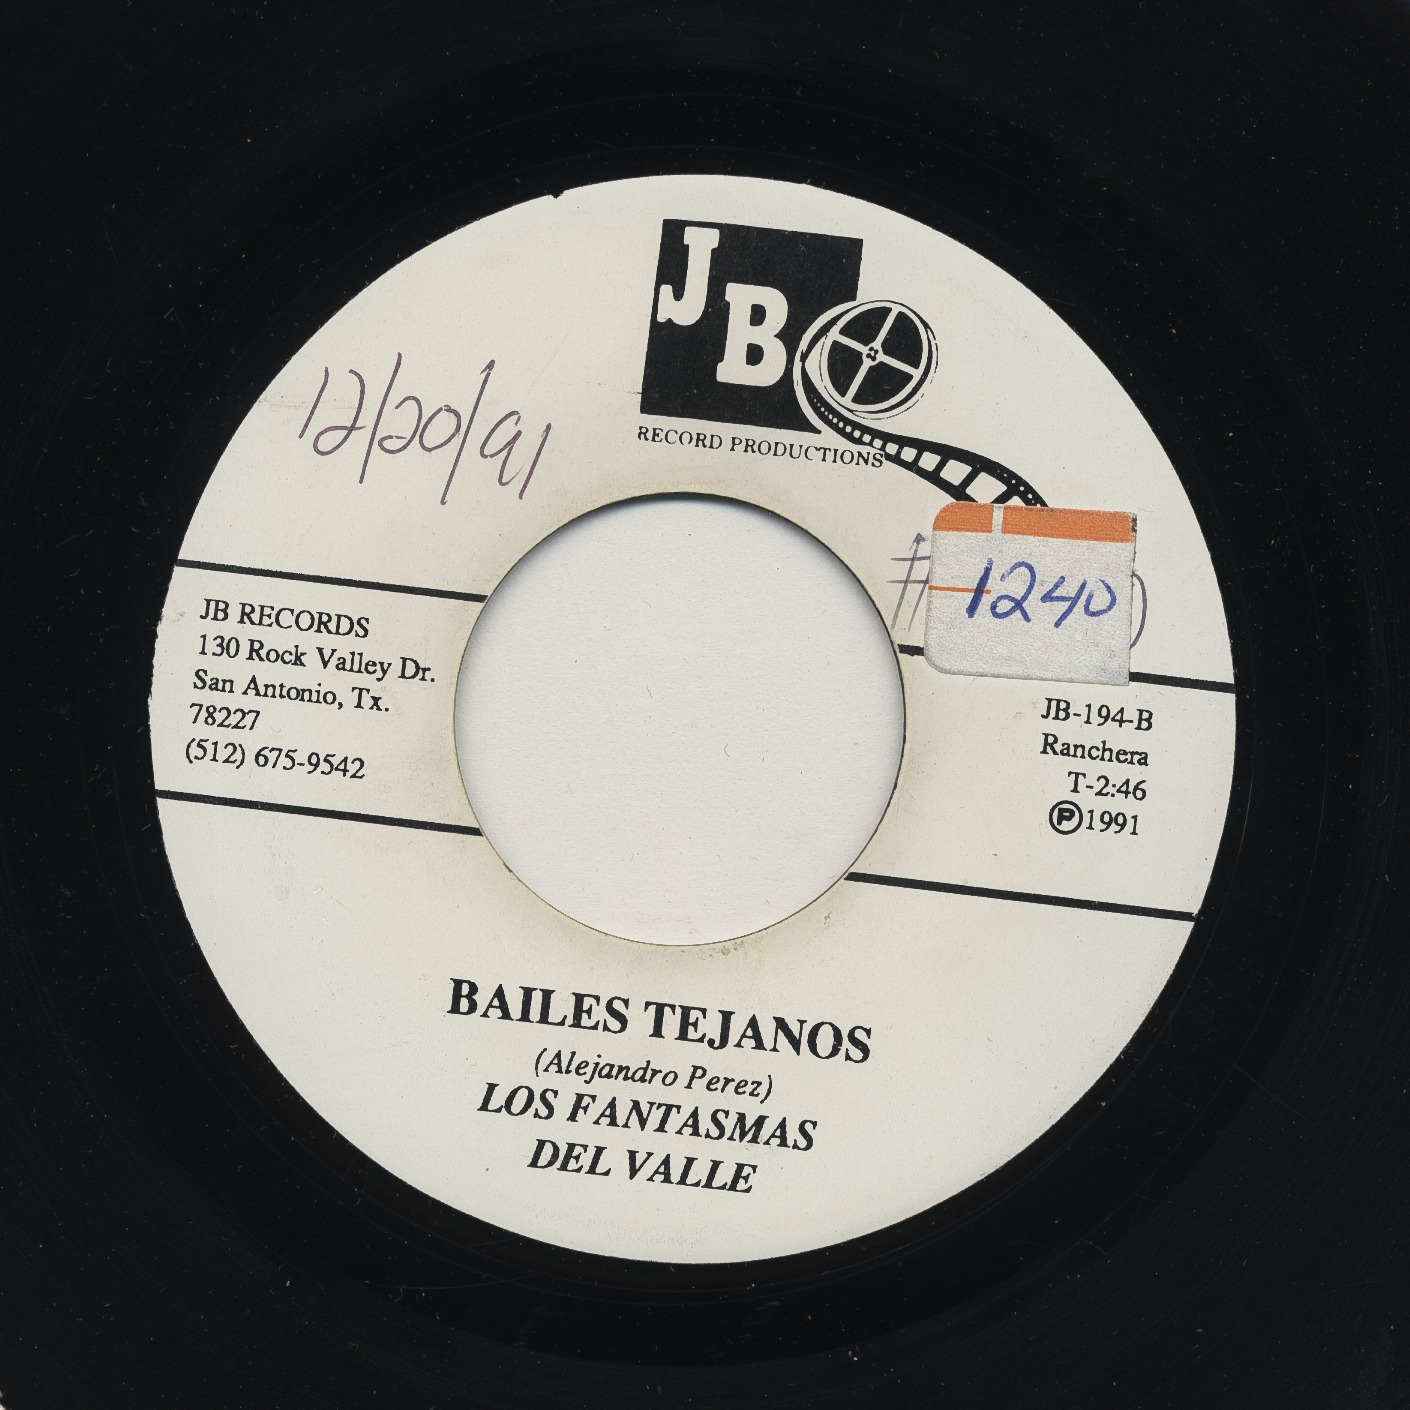 JB
RECORD PRODUCTIONS
12/20/91
#
1240
JB RECORDS
130 Rock Valley Dr.
San Antonio, Tx.
78227
(512) 675-9542
JB-194-B
Ranchera
T-2:46
Ⓟ1991
BAILES TEJANOS
(Alejandro Perez)
LOS FANTASMAS
DEL VALLE